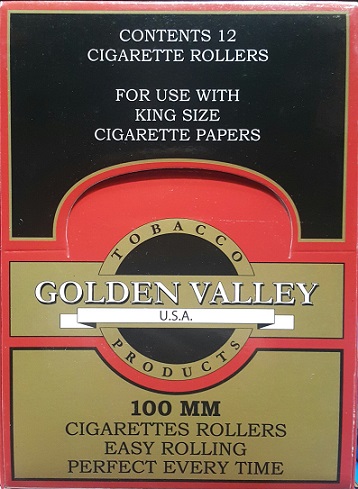 CONTENTS 12
CIGARETTE ROLLERS
FOR USE WITH
KING SIZE
CIGARETTE PAPERS
TOBACCO
GOLDEN VALLEY
U.S.A.
PRODUCTS
100 MM
CIGARETTES ROLLERS
EASY ROLLING
PERFECT EVERY TIME